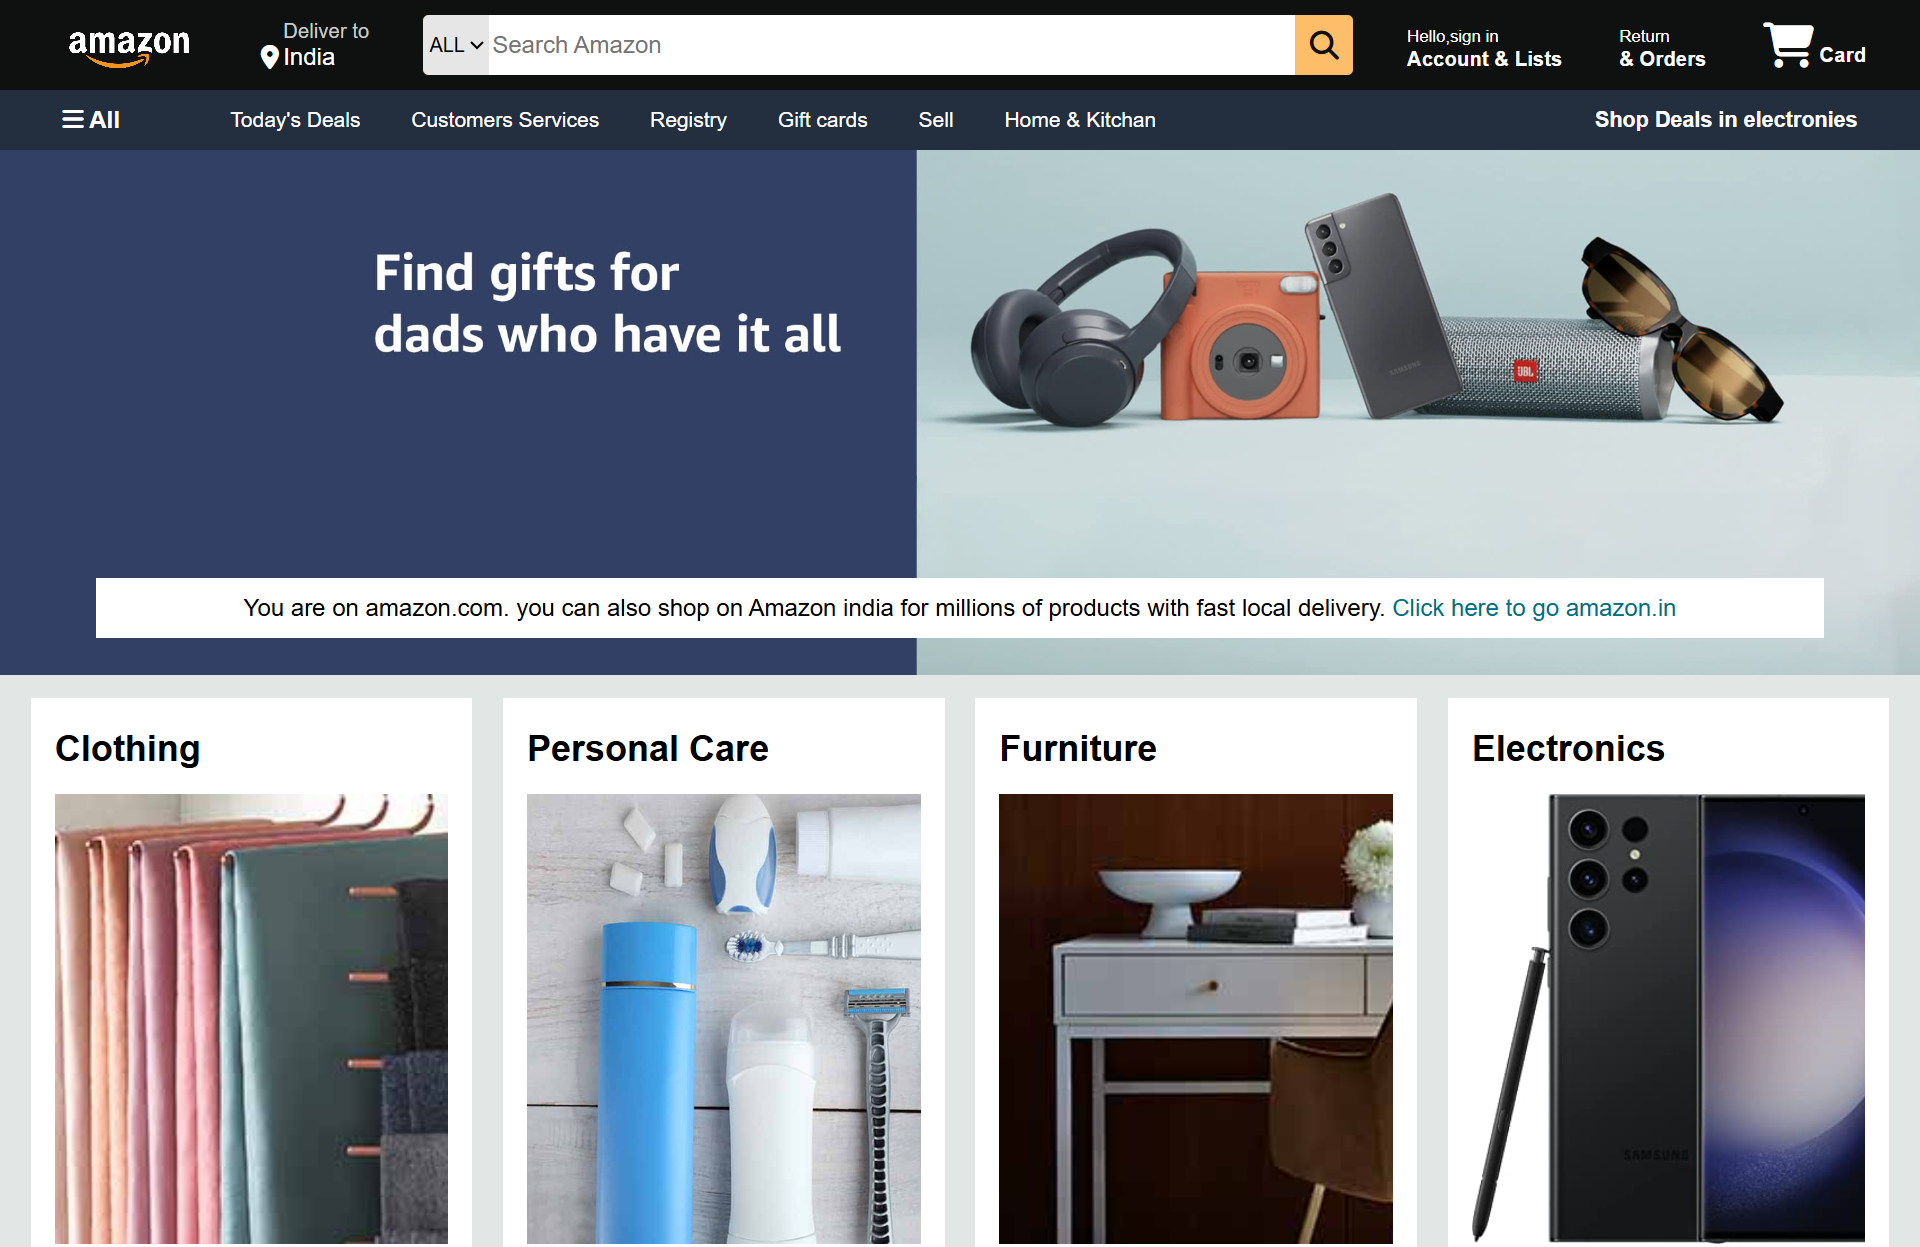 amazon
Deliver to
India
ALL
Search Amazon
Hello,sign in
Account & Lists
Return
& Orders
Card
All
Today's Deals
Customers Services
Registry
Gift cards
Sell
Home & Kitchan
Shop Deals in electronies
Find gifts for
dads who have it all
SAMSUNG
JBL
You are on amazon.com. you can also shop on Amazon india for millions of products with fast local delivery. Click here to go amazon.in
Clothing
Personal Care
Furniture
Electronics
SAMSUNG